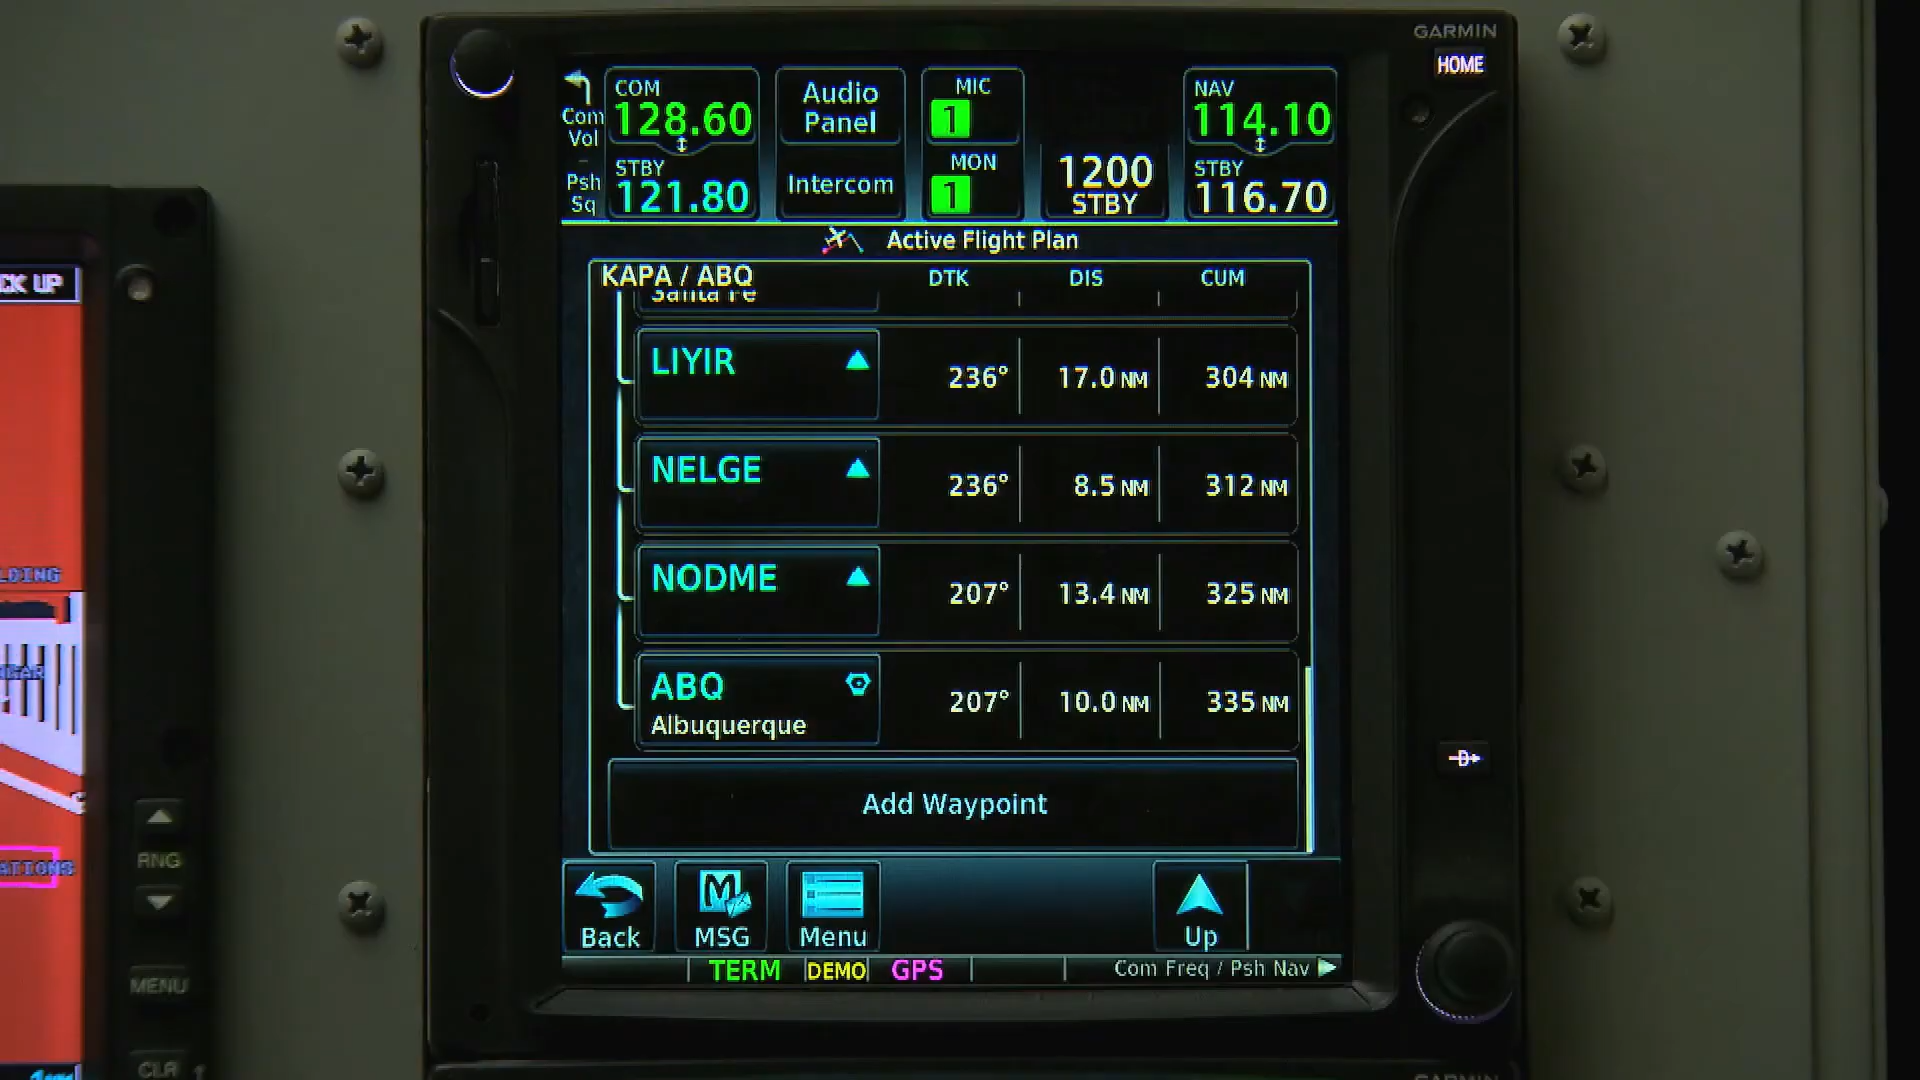 GARMIN
HOME
Com
Vol
Psh
Sq
COM
128.60
STBY
121.80
Audio
Panel
Intercom
MIC
1
MON
1
1200
STBY
NAV
114.10
STBY
116.70
Active Flight Plan
KAPA / ABQ DTK DIS CUM
Santa Fe
LIYIR 236° 17.0 NM 304 NM
NELGE 236° 8.5 NM 312 NM
NODME 207° 13.4 NM 325 NM
ABQ 207° 10.0 NM 335 NM
Albuquerque
Add Waypoint
Back MSG Menu Up
TERM DEMO GPS Com Freq / Psh Nav
D
CK UP
LDING
ATIONS
RNG
MENU
CLR
GARMIN